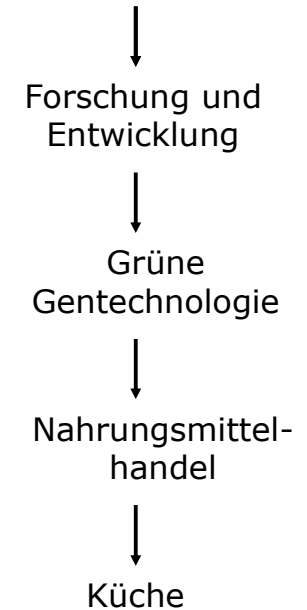 Forschung und
Entwicklung
Grüne
Gentechnologie
Nahrungsmittel-
handel
Küche